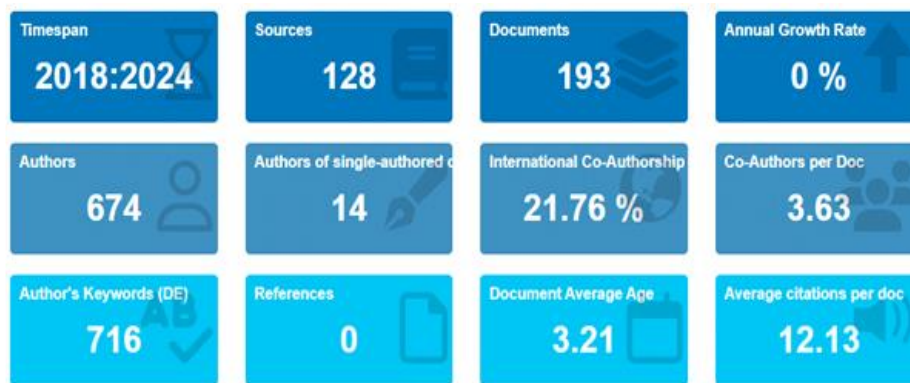 Timespan
2018:2024
Sources
128
Documents
193
Annual Growth Rate
0 %
Authors
674
Authors of single-authored
14
International Co-Authorship
21.76 %
Co-Authors per Doc
3.63
Author's Keywords (DE)
716
AB
References
0
Document Average Age
3.21
Average citations per doc
12.13